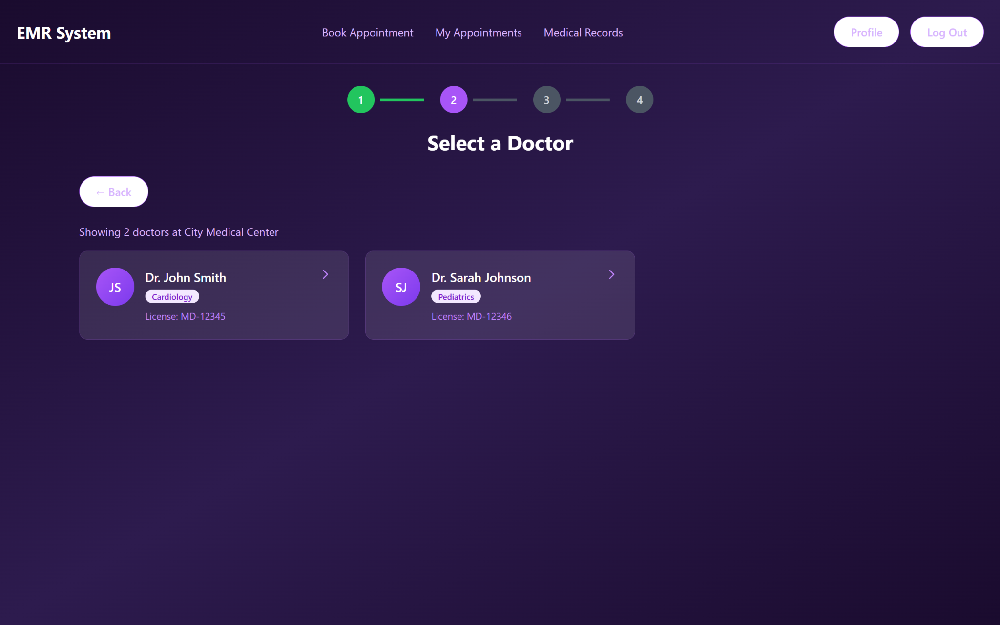 EMR System
Book Appointment
My Appointments
Medical Records
Profile
Log Out
1
2
3
4
Select a Doctor
← Back
Showing 2 doctors at City Medical Center
JS
Dr. John Smith
Cardiology
License: MD-12345
SJ
Dr. Sarah Johnson
Pediatrics
License: MD-12346